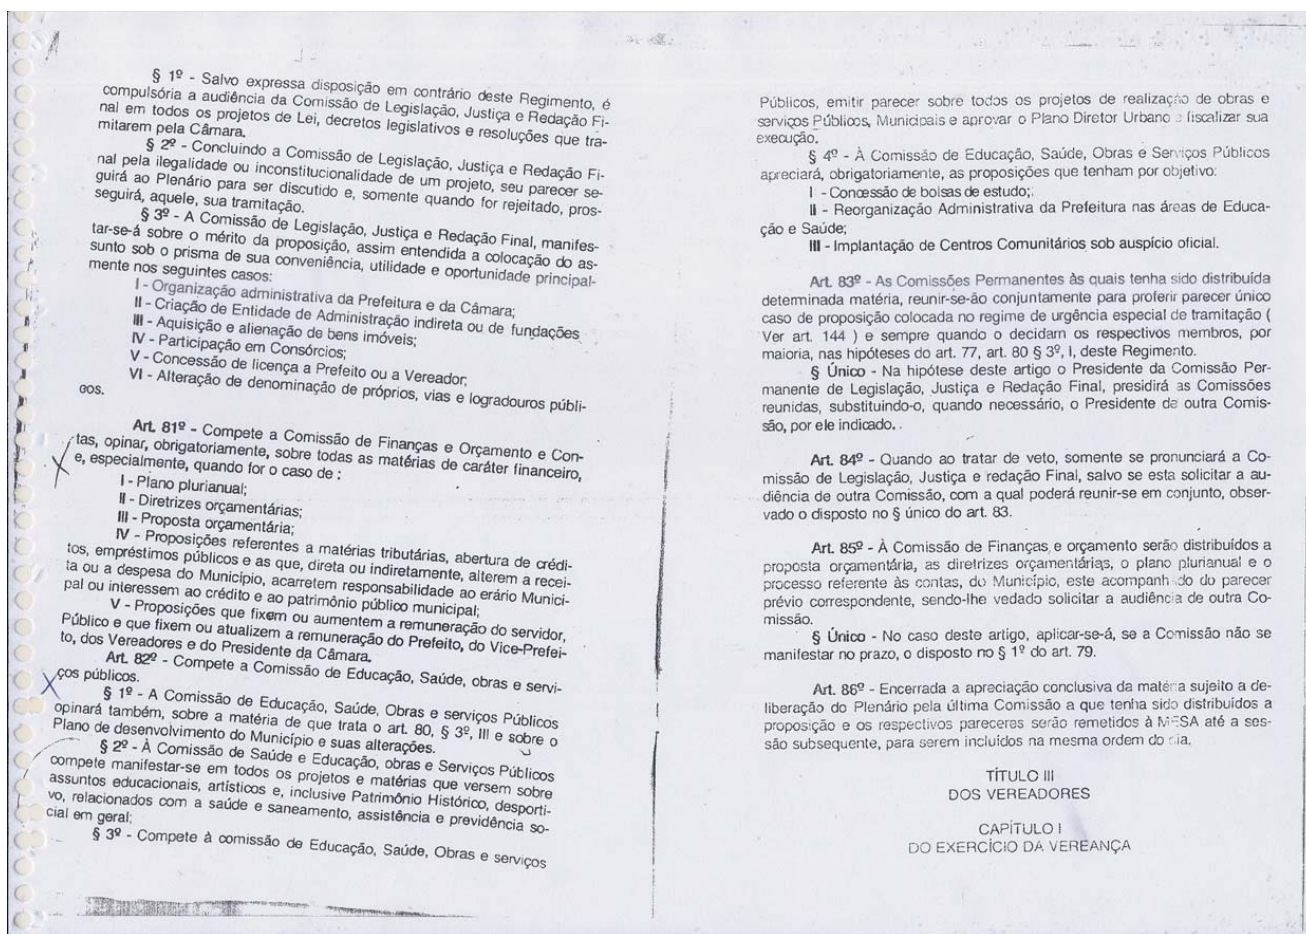 § 1º - Salvo expressa disposição em contrário deste Regimento, é
compulsória a audiência da Comissão de Legislação, Justiça e Redação Fi-
nal em todos os projetos de Lei, decretos legislativos e resoluções que tra-
mitarem pela Câmara.
§ 2º - Concluindo a Comissão de Legislação, Justiça e Redação Fi-
nal pela ilegalidade ou inconstitucionalidade de um projeto, seu parecer se-
guirá ao Plenário para ser discutido e, somente quando for rejeitado, pros-
seguirá, aquele, sua tramitação.
§ 3º - A Comissão de Legislação, Justiça e Redação Final, manifes-
tar-se-á sobre o mérito da proposição, assim entendida a colocação do as-
sunto sob o prisma de sua conveniência, utilidade e oportunidade principal-
mente nos seguintes casos:
I - Organização administrativa da Prefeitura e da Câmara;
II - Criação de Entidade de Administração indireta ou de fundações
III - Aquisição e alienação de bens imóveis;
IV - Participação em Consórcios;
V - Concessão de licença a Prefeito ou a Vereador;
VI - Alteração de denominação de próprios, vias e logradouros públi-
cos.
Art. 81º - Compete a Comissão de Finanças e Orçamento e Con-
tas, opinar, obrigatoriamente, sobre todas as matérias de caráter financeiro,
e, especialmente, quando for o caso de :
I - Plano plurianual;
II - Diretrizes orçamentárias;
III - Proposta orçamentária;
IV - Proposições referentes a matérias tributárias, abertura de crédi-
tos, empréstimos públicos e as que, direta ou indiretamente, alterem a recei-
ta ou a despesa do Município, acarretem responsabilidade ao erário Munici-
pal ou interessem ao crédito e ao patrimônio público municipal;
V - Proposições que fixem ou aumentem a remuneração do servidor,
Público e que fixem ou atualizem a remuneração do Prefeito, do Vice-Prefei-
to, dos Vereadores e do Presidente da Câmara.
Art. 82º - Compete a Comissão de Educação, Saúde, obras e servi-
ços públicos.
§ 1º - A Comissão de Educação, Saúde, Obras e serviços Públicos
opinará também, sobre a matéria de que trata o art. 80, § 3º, III e sobre o
Plano de desenvolvimento do Município e suas alterações.
§ 2º - À Comissão de Saúde e Educação, obras e Serviços Públicos
compete manifestar-se em todos os projetos e matérias que versem sobre
assuntos educacionais, artísticos e, inclusive Patrimônio Histórico, desporti-
vo, relacionados com a saúde e saneamento, assistência e previdência so-
cial em geral;
§ 3º - Compete à comissão de Educação, Saúde, Obras e serviços
Públicos, emitir parecer sobre todos os projetos de realização de obras e
serviços Públicos, Municipais e aprovar o Plano Diretor Urbano e fiscalizar sua
execução.
§ 4º - À Comissão de Educação, Saúde, Obras e Serviços Públicos
apreciará, obrigatoriamente, as proposições que tenham por objetivo:
I - Concessão de bolsas de estudo;
II - Reorganização Administrativa da Prefeitura nas áreas de Educa-
ção e Saúde;
III - Implantação de Centros Comunitários sob auspício oficial.
Art. 83º - As Comissões Permanentes às quais tenha sido distribuída
determinada matéria, reunir-se-ão conjuntamente para proferir parecer único
caso de proposição colocada no regime de urgência especial de tramitação (
Ver art. 144 ) e sempre quando o decidam os respectivos membros, por
maioria, nas hipóteses do art. 77, art. 80 § 3º, I, deste Regimento.
§ Único - Na hipótese deste artigo o Presidente da Comissão Per-
manente de Legislação, Justiça e Redação Final, presidirá as Comissões
reunidas, substituindo-o, quando necessário, o Presidente de outra Comis-
são, por ele indicado.
Art. 84º - Quando ao tratar de veto, somente se pronunciará a Co-
missão de Legislação, Justiça e redação Final, salvo se esta solicitar a au-
diência de outra Comissão, com a qual poderá reunir-se em conjunto, obser-
vado o disposto no § único do art. 83.
Art. 85º - À Comissão de Finanças e orçamento serão distribuídos a
proposta orçamentária, as diretrizes orçamentárias, o plano plurianual e o
processo referente às contas, do Município, este acompanhado do parecer
prévio correspondente, sendo-lhe vedado solicitar a audiência de outra Co-
missão.
§ Único - No caso deste artigo, aplicar-se-á, se a Comissão não se
manifestar no prazo, o disposto no § 1º do art. 79.
Art. 86º - Encerrada a apreciação conclusiva da matéria sujeito a de-
liberação do Plenário pela última Comissão a que tenha sido distribuídos a
proposição e os respectivos pareceres serão remetidos à MESA até a ses-
são subsequente, para serem incluídos na mesma ordem do dia.
TÍTULO III
DOS VEREADORES
CAPÍTULO I
DO EXERCÍCIO DA VEREANÇA